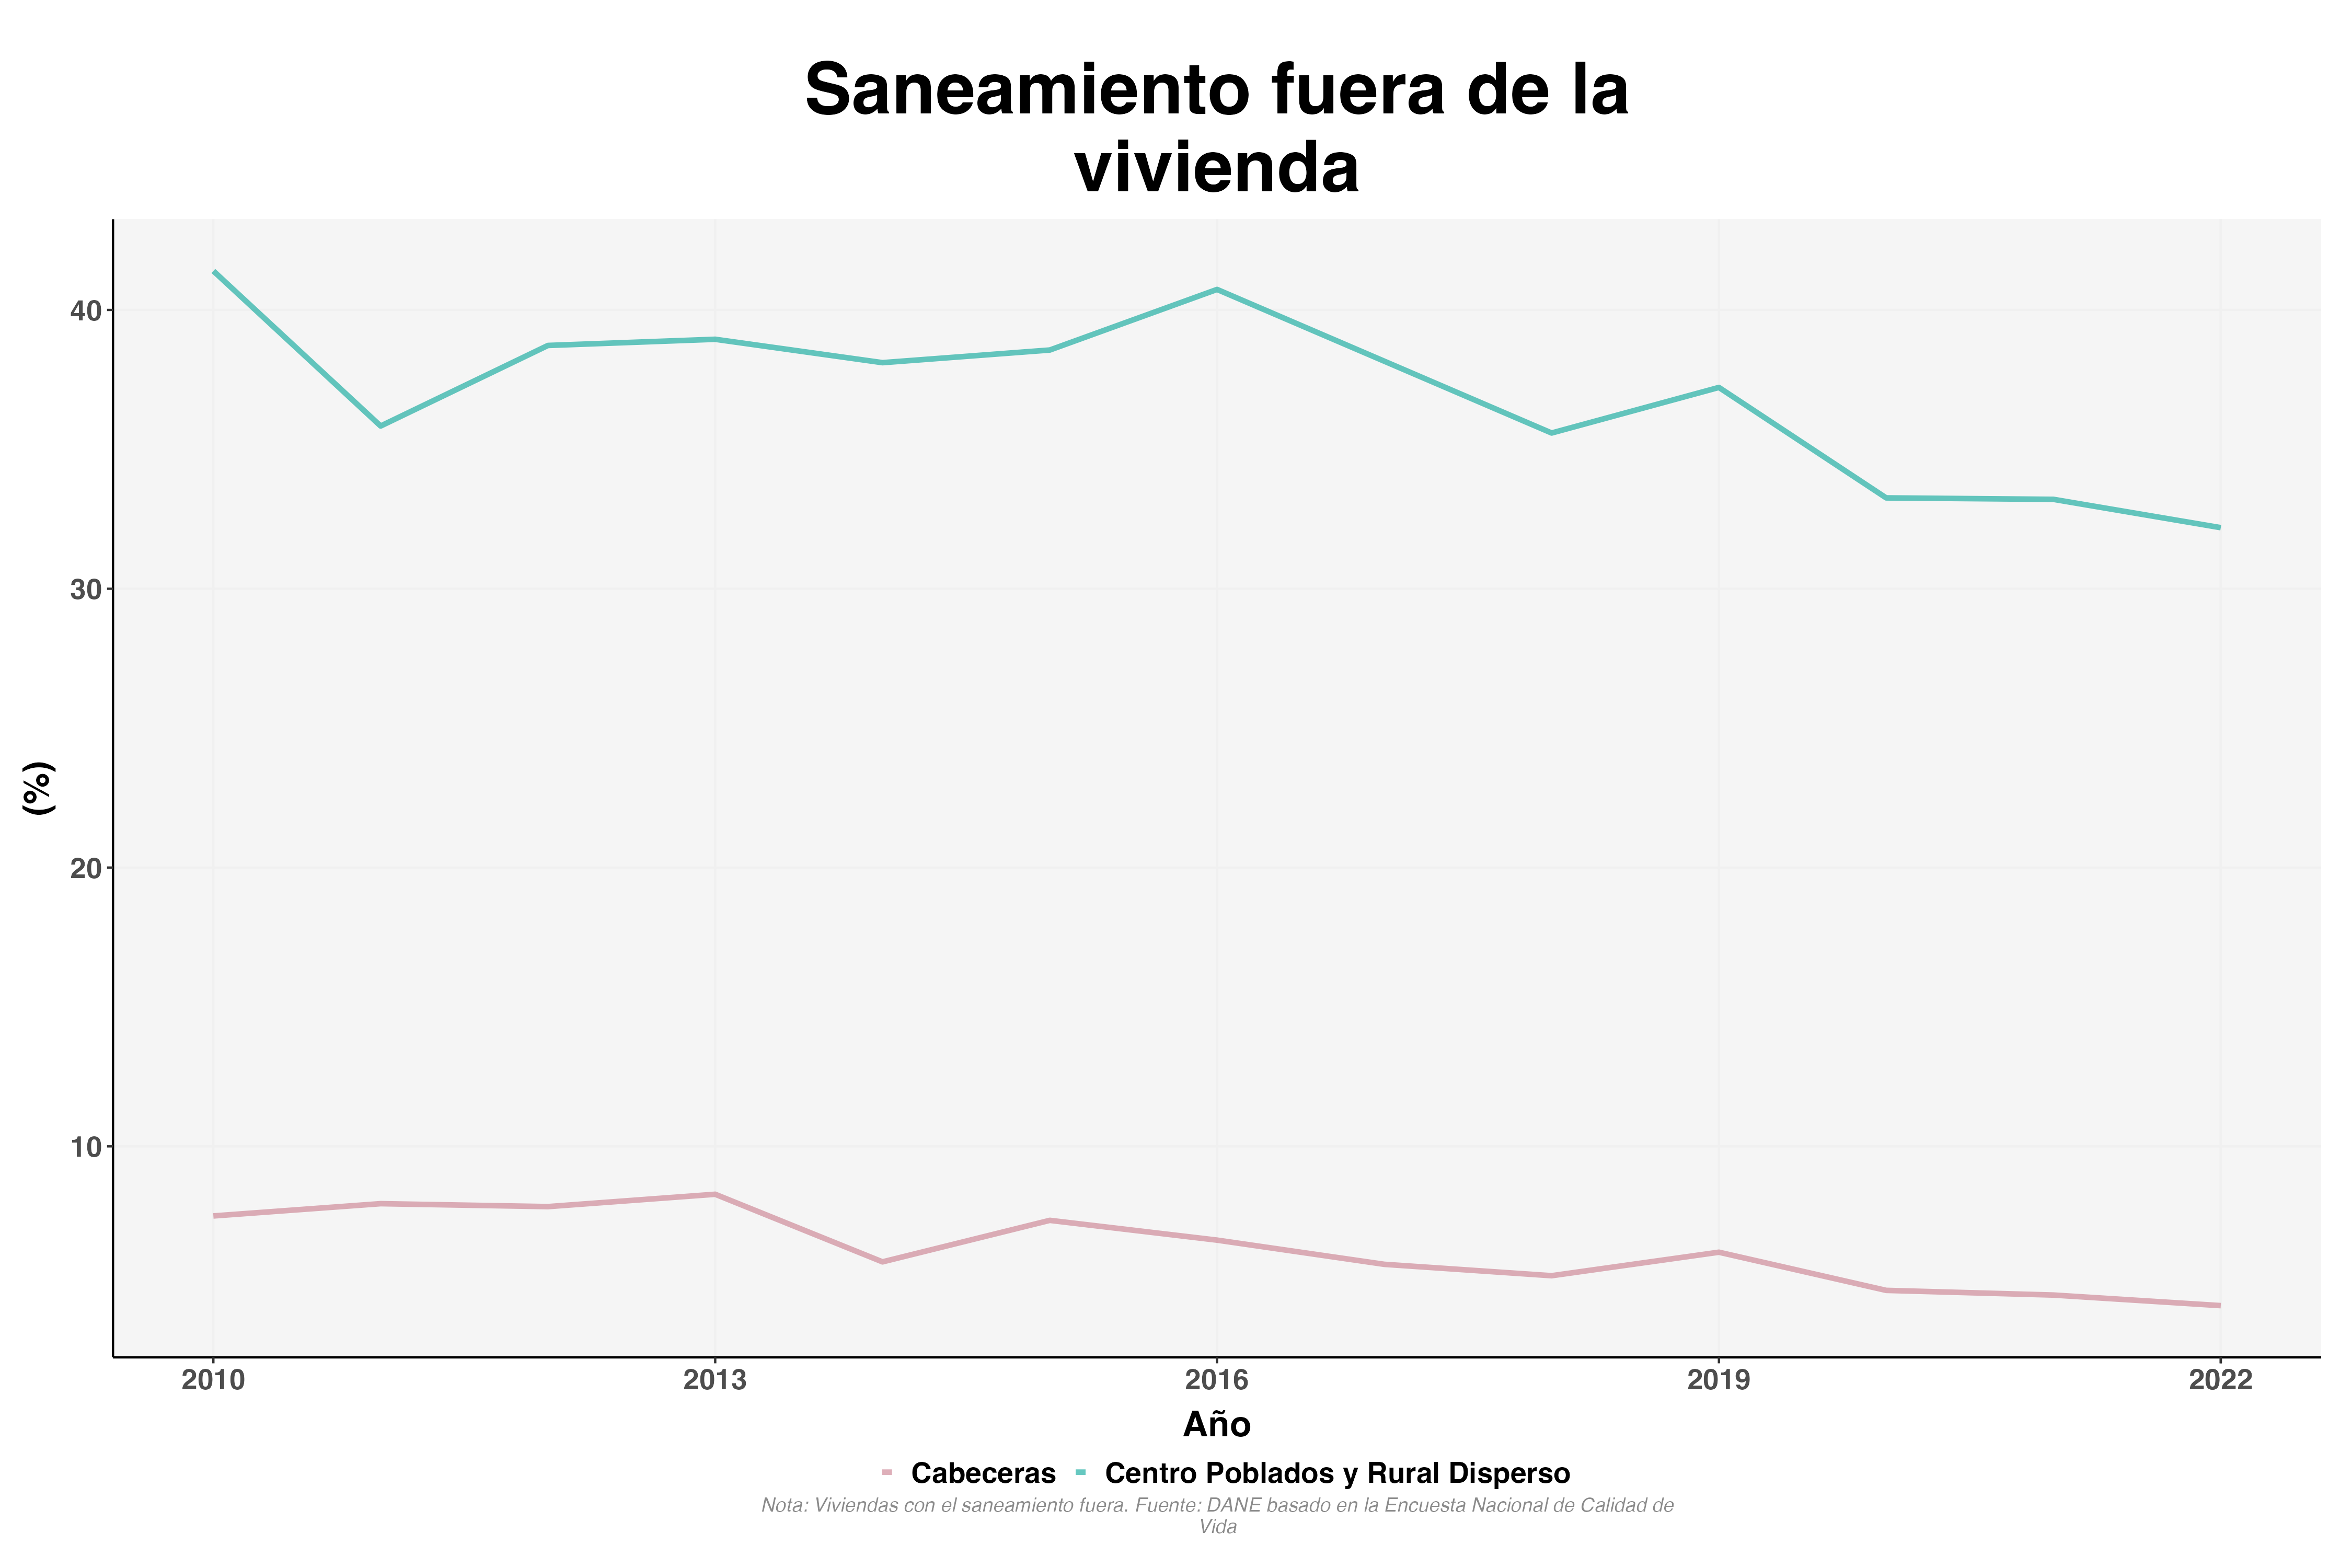 Saneamiento fuera de la
vivienda
(%)
40
30
20
10
2010 2013 2016 2019 2022
Año
Cabeceras Centro Poblados y Rural Disperso
Nota: Viviendas con el saneamiento fuera. Fuente: DANE basado en la Encuesta Nacional de Calidad de
Vida